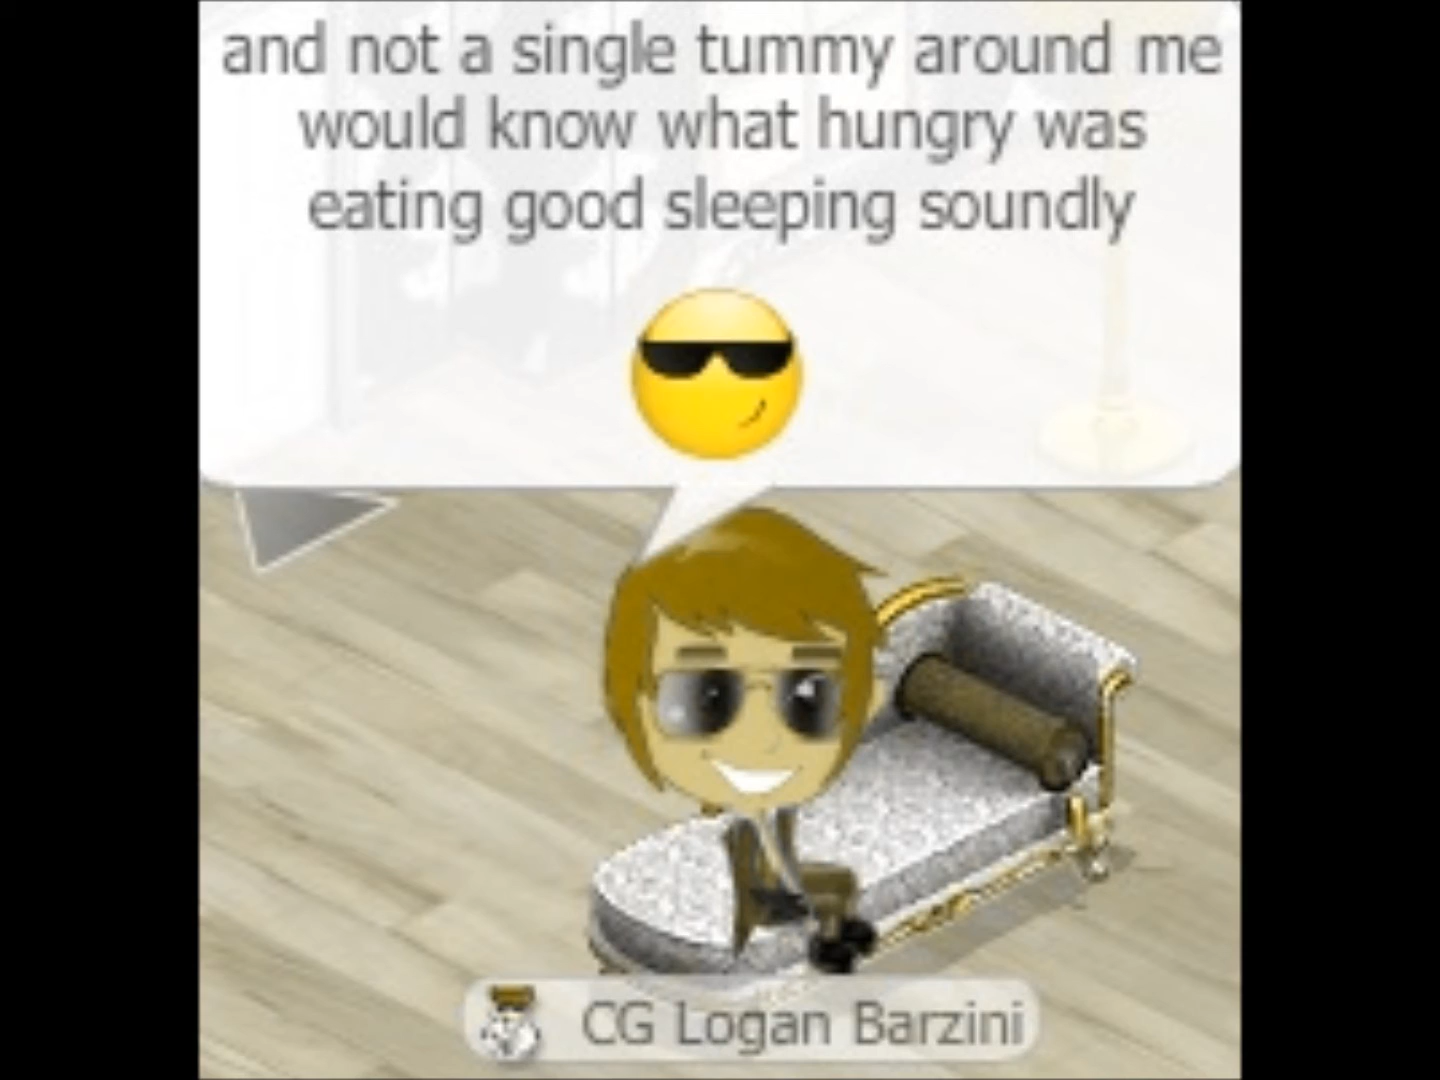 and not a single tummy around me
would know what hungry was
eating good sleeping soundly
CG Logan Barzini